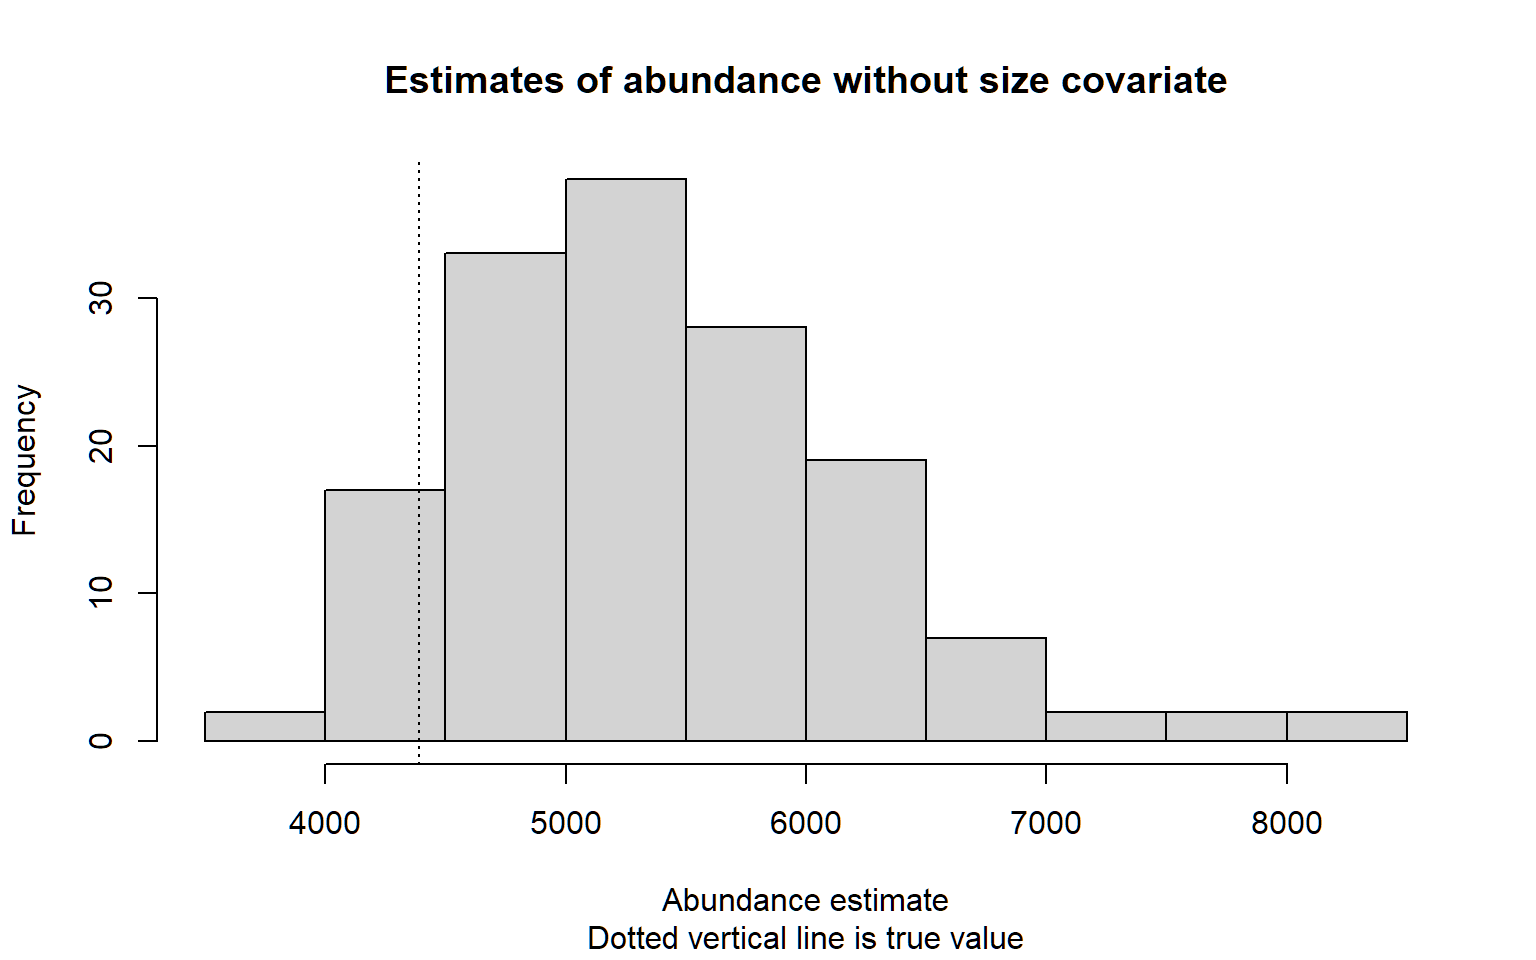 Estimates of abundance without size covariate
Frequency
30
20
10
0
4000 5000 6000 7000 8000
Abundance estimate
Dotted vertical line is true value